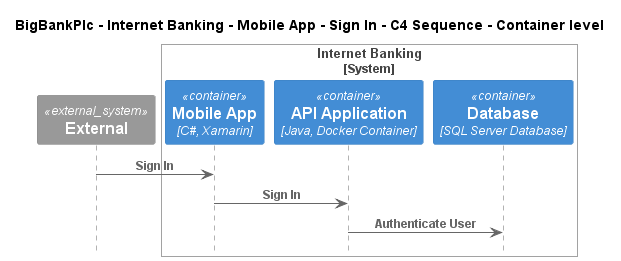 BigBankPlc - Internet Banking - Mobile App - Sign In - C4 Sequence - Container level
Internet Banking
[System]
«external_system»
External
«container»
Mobile App
[C#, Xamarin]
«container»
API Application
[Java, Docker Container]
«container»
Database
[SQL Server Database]
Sign In
Sign In
Authenticate User